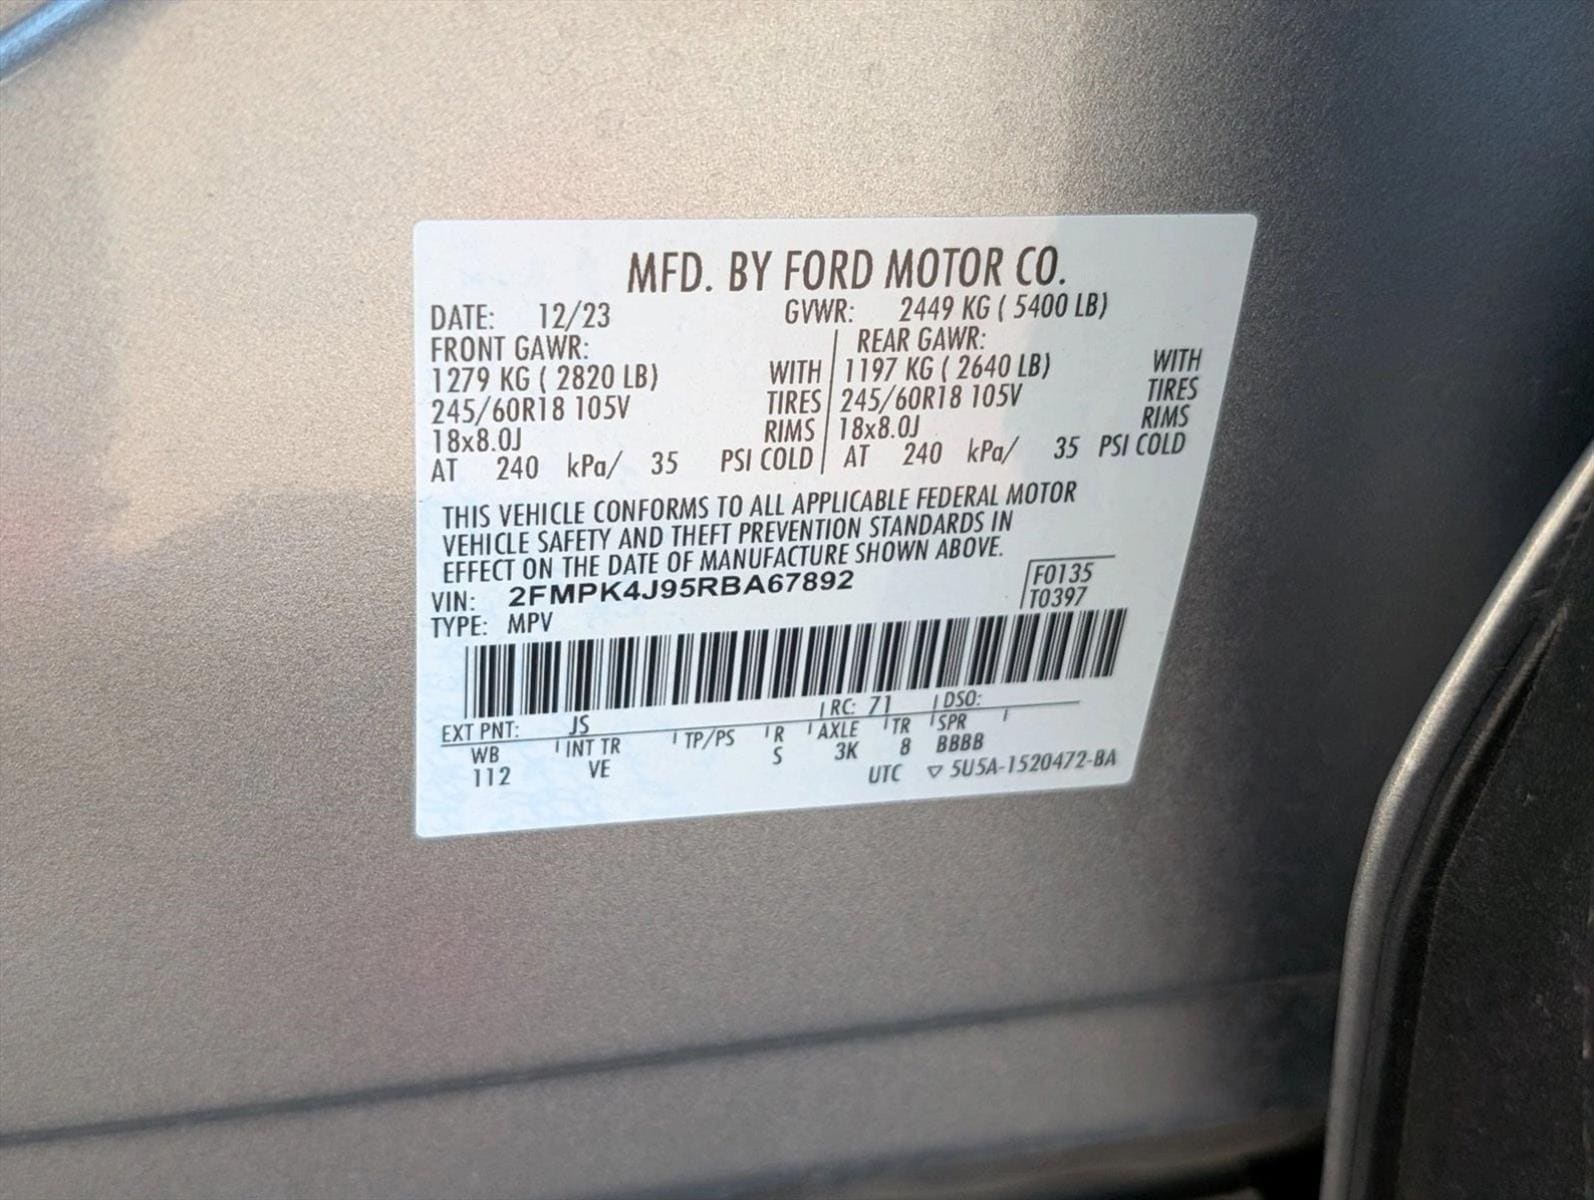 MFD. BY FORD MOTOR CO.
DATE: 12/23 GVWR: 2449 KG ( 5400 LB)
FRONT GAWR: REAR GAWR:
1279 KG ( 2820 LB) WITH 1197 KG ( 2640 LB) WITH
245/60R18 105V TIRES 245/60R18 105V TIRES
18x8.0J RIMS 18x8.0J RIMS
AT 240 kPa/ 35 PSI COLD AT 240 kPa/ 35 PSI COLD
THIS VEHICLE CONFORMS TO ALL APPLICABLE FEDERAL MOTOR
VEHICLE SAFETY AND THEFT PREVENTION STANDARDS IN
EFFECT ON THE DATE OF MANUFACTURE SHOWN ABOVE.
VIN: 2FMPK4J95RBA67892 F0135
TYPE: MPV T0397
EXT PNT: JS RC: 71 DSO:
WB INT TR TP/PS R AXLE TR SPR
112 VE S 3K 8 BBBB
UTC ▽ 5U5A-1520472-BA